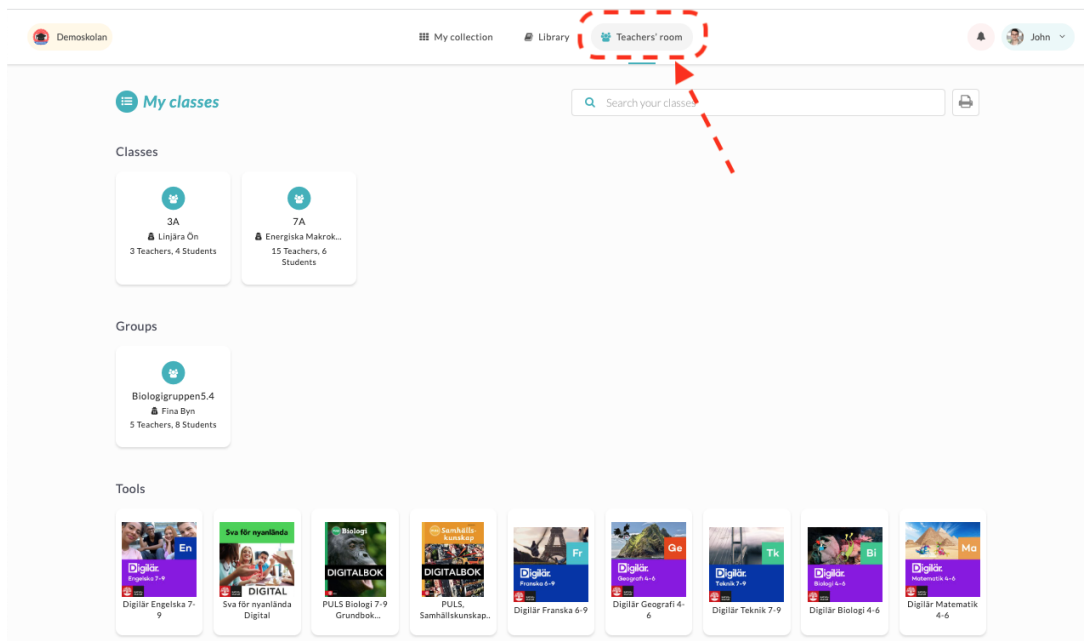 Demoskolan
My collection
Library
Teachers' room
John
My classes
Search your classes
Classes
3A
Linjära Ön
3 Teachers, 4 Students
7A
Energiska Makrok...
15 Teachers, 6
Students
Groups
Biologigruppen5.4
Fina Byn
5 Teachers, 8 Students
Tools
En
Digilär.
Engelska 7-9
Digilär Engelska 7-
9
Sva för nyanlända
DIGITAL
Sva för nyanlända
Digital
Biologi
DIGITALBOK
PULS Biologi 7-9
Grundbok...
Samhälls-
kunskap
DIGITALBOK
PULS,
Samhällskunskap..
Fr
Digilär.
Franska 6-9
Digilär Franska 6-9
Ge
Digilär.
Geografi 4-6
Digilär Geografi 4-
6
Tk
Digilär.
Teknik 7-9
Digilär Teknik 7-9
Bi
Digilär.
Biologi 4-6
Digilär Biologi 4-6
Ma
Digilär.
Matematik 4-6
Digilär Matematik
4-6